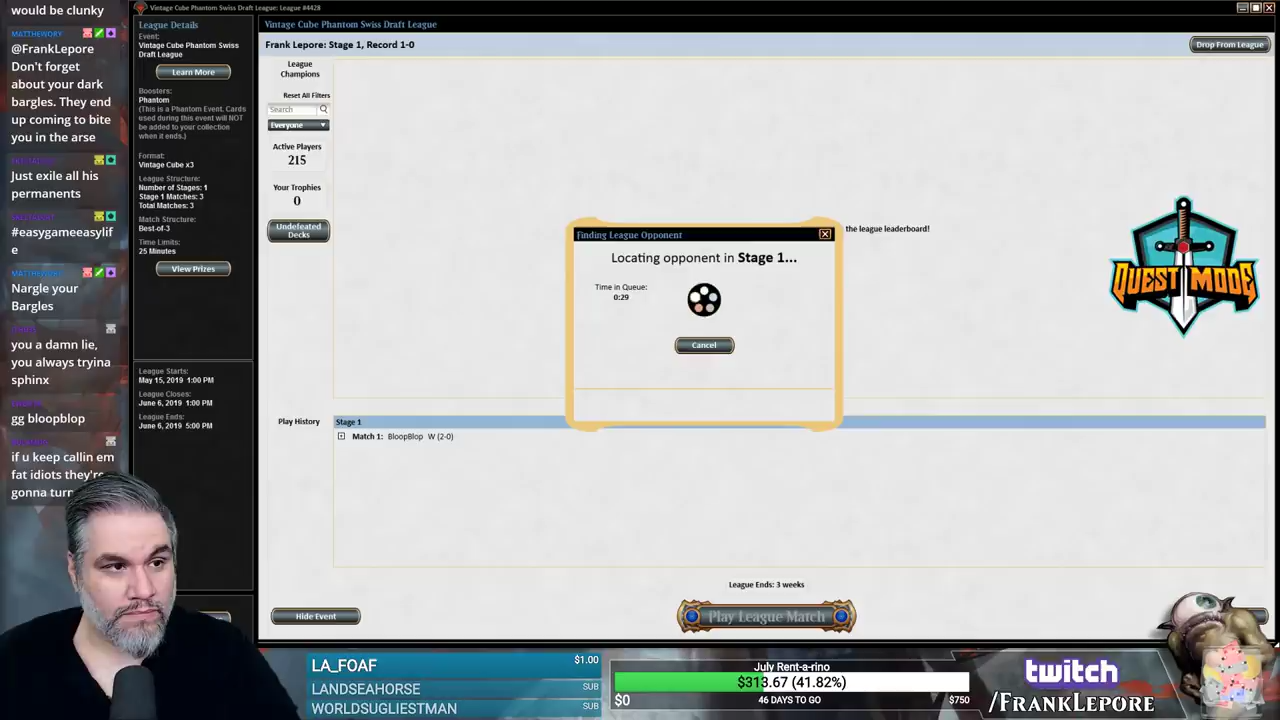 would be clunky
MATTHEWORY
@FrankLepore
Don't forget
about your dark
bargles. They end
up coming to bite
you in the arse
Just exile all his
permanents
#easygameeasylif
e
MATTHEWORY
Nargle your
Bargles
you a damn lie,
you always tryina
sphinx
gg bloopblop
if u keep callin em
fat idiots they're
gonna turn
Vintage Cube Phantom Swiss Draft League: League #4428
League Details
Event:
Vintage Cube Phantom Swiss
Draft League
Learn More
Boosters:
Phantom
(This is a Phantom Event. Cards
used during this event will NOT
be added to your collection
when it ends.)
Format:
Vintage Cube x3
League Structure:
Number of Stages: 1
Stage 1 Matches: 3
Total Matches: 3
Match Structure:
Best-of-3
Time Limits:
25 Minutes
View Prizes
League Starts:
May 15, 2019 1:00 PM
League Closes:
June 6, 2019 1:00 PM
League Ends:
June 6, 2019 5:00 PM
Vintage Cube Phantom Swiss Draft League
Frank Lepore: Stage 1, Record 1-0
Drop From League
League
Champions
Reset All Filters
Search
Everyone
Active Players
215
Your Trophies
0
Undefeated
Decks
the league leaderboard!
Finding League Opponent
Locating opponent in Stage 1...
Time in Queue:
0:29
Cancel
QUEST MODE
Play History
Stage 1
Match 1: BloopBlop W (2-0)
League Ends: 3 weeks
Hide Event
Play League Match
LA_FOAF $1.00
LANDSEAHORSE SUB
WORLDSUGLIESTMAN SUB
July Rent-a-rino
$313.67 (41.82%)
$0 46 DAYS TO GO $750
twitch
/FRANKLEPORE